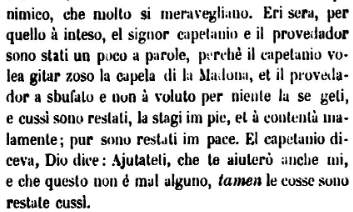 nimico, che molto si meravegliano. Eri sera, per
quello à inteso, el signor capetanio e il provedador
sono stati un poco a parole, perchè il capetanio vo-
lea gitar zoso la capela di la Madona, et il proveda-
dor a sbufato e non à voluto per niente la se geti,
e cussì sono restati, la stagi im pie, et à contentà ma-
lamente; pur sono restati im pace. El capetanio di-
ceva, Dio dice: Ajutateti, che te aiuterò anche mi,
e che questo non è mal alguno, tamen le cosse sono
restate cussì.